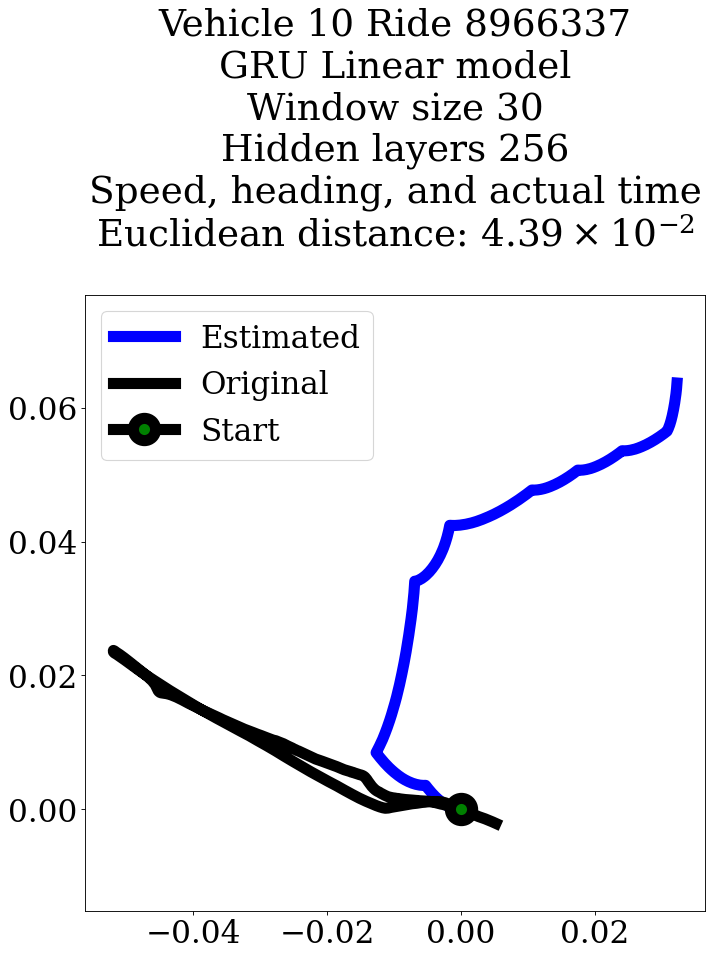 Vehicle 10 Ride 8966337
GRU Linear model
Window size 30
Hidden layers 256
Speed, heading, and actual time
Euclidean distance: 4.39 × 10⁻²
Estimated
Original
Start
0.06
0.04
0.02
0.00
−0.04
−0.02
0.00
0.02